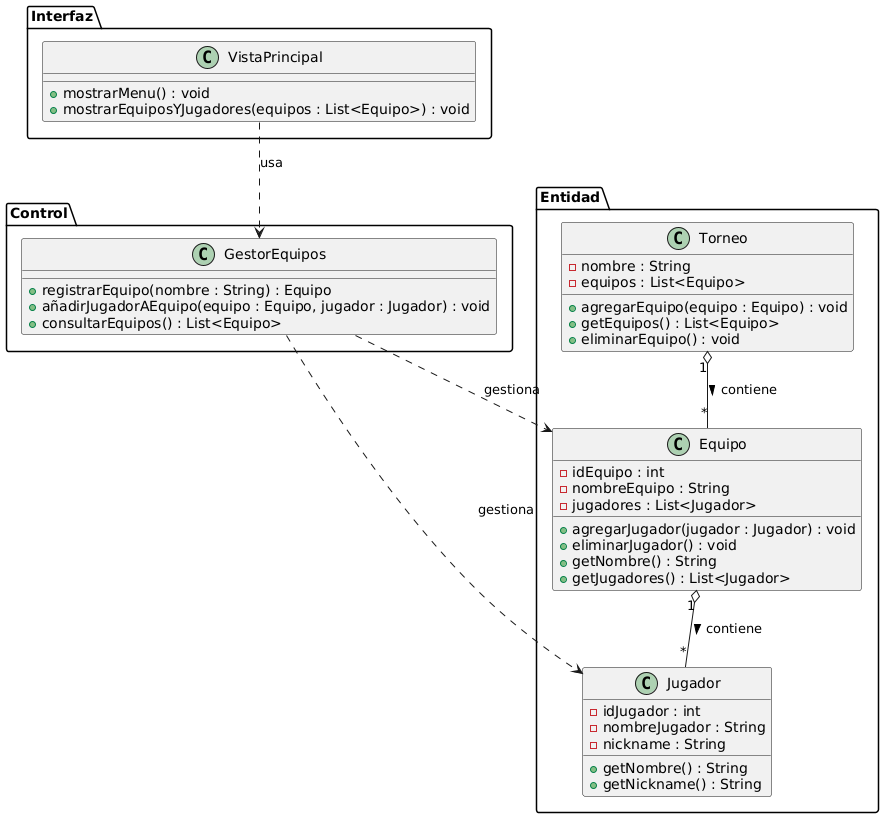 Interfaz
C VistaPrincipal
mostrarMenu() : void
mostrarEquiposYJugadores(equipos : List<Equipo>) : void
usa
Control
C GestorEquipos
registrarEquipo(nombre : String) : Equipo
añadirJugadorAEquipo(equipo : Equipo, jugador : Jugador) : void
consultarEquipos() : List<Equipo>
Entidad
C Torneo
nombre : String
equipos : List<Equipo>
agregarEquipo(equipo : Equipo) : void
getEquipos() : List<Equipo>
eliminarEquipo() : void
1
contiene
*
gestiona
C Equipo
idEquipo : int
nombreEquipo : String
jugadores : List<Jugador>
agregarJugador(jugador : Jugador) : void
eliminarJugador() : void
getNombre() : String
getJugadores() : List<Jugador>
gestiona
1
contiene
*
C Jugador
idJugador : int
nombreJugador : String
nickname : String
getNombre() : String
getNickname() : String